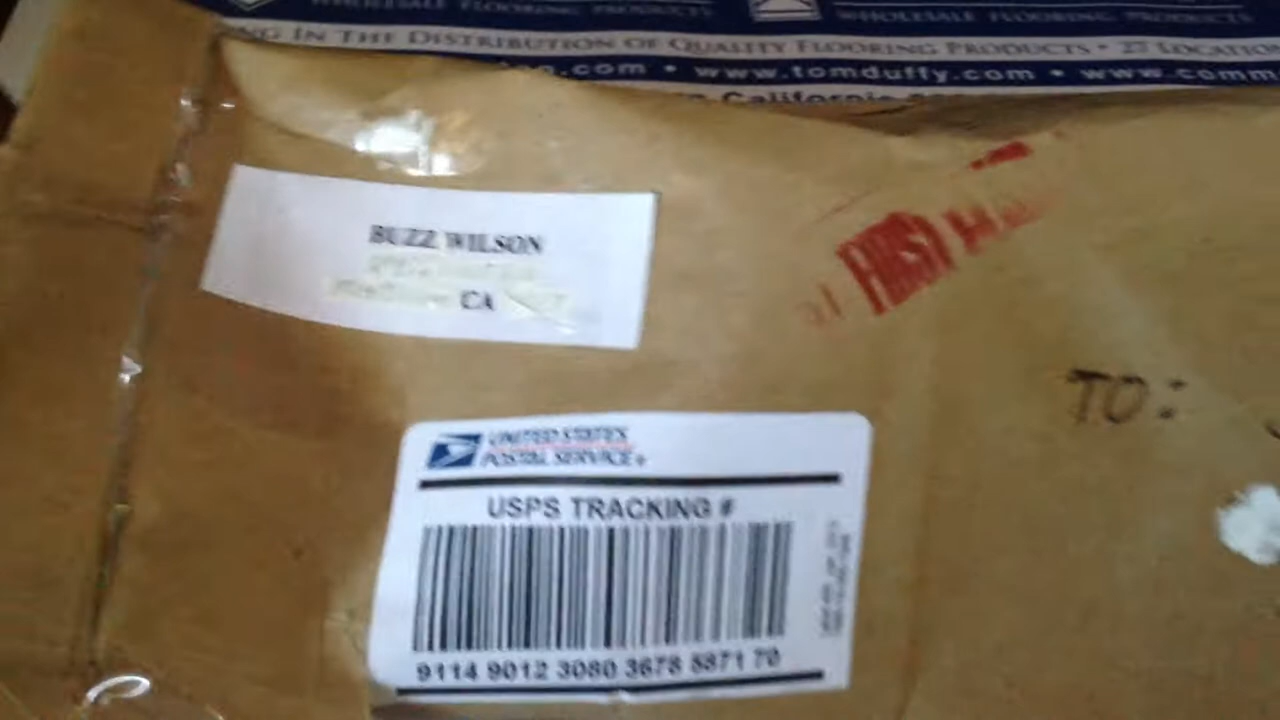 WHOLESALE FLOORING PRODUCTS WHOLESALE FLOORING PRODUCTS
NG IN THE DISTRIBUTION OF QUALITY FLOORING PRODUCTS • 27 LOCATION
.com • www.tomduffy.com • www.comm
California
BUZZ WILSON
CA
FIRST
TO:
UNITED STATES
POSTAL SERVICE
USPS TRACKING #
9114 9012 3080 3678 8871 70